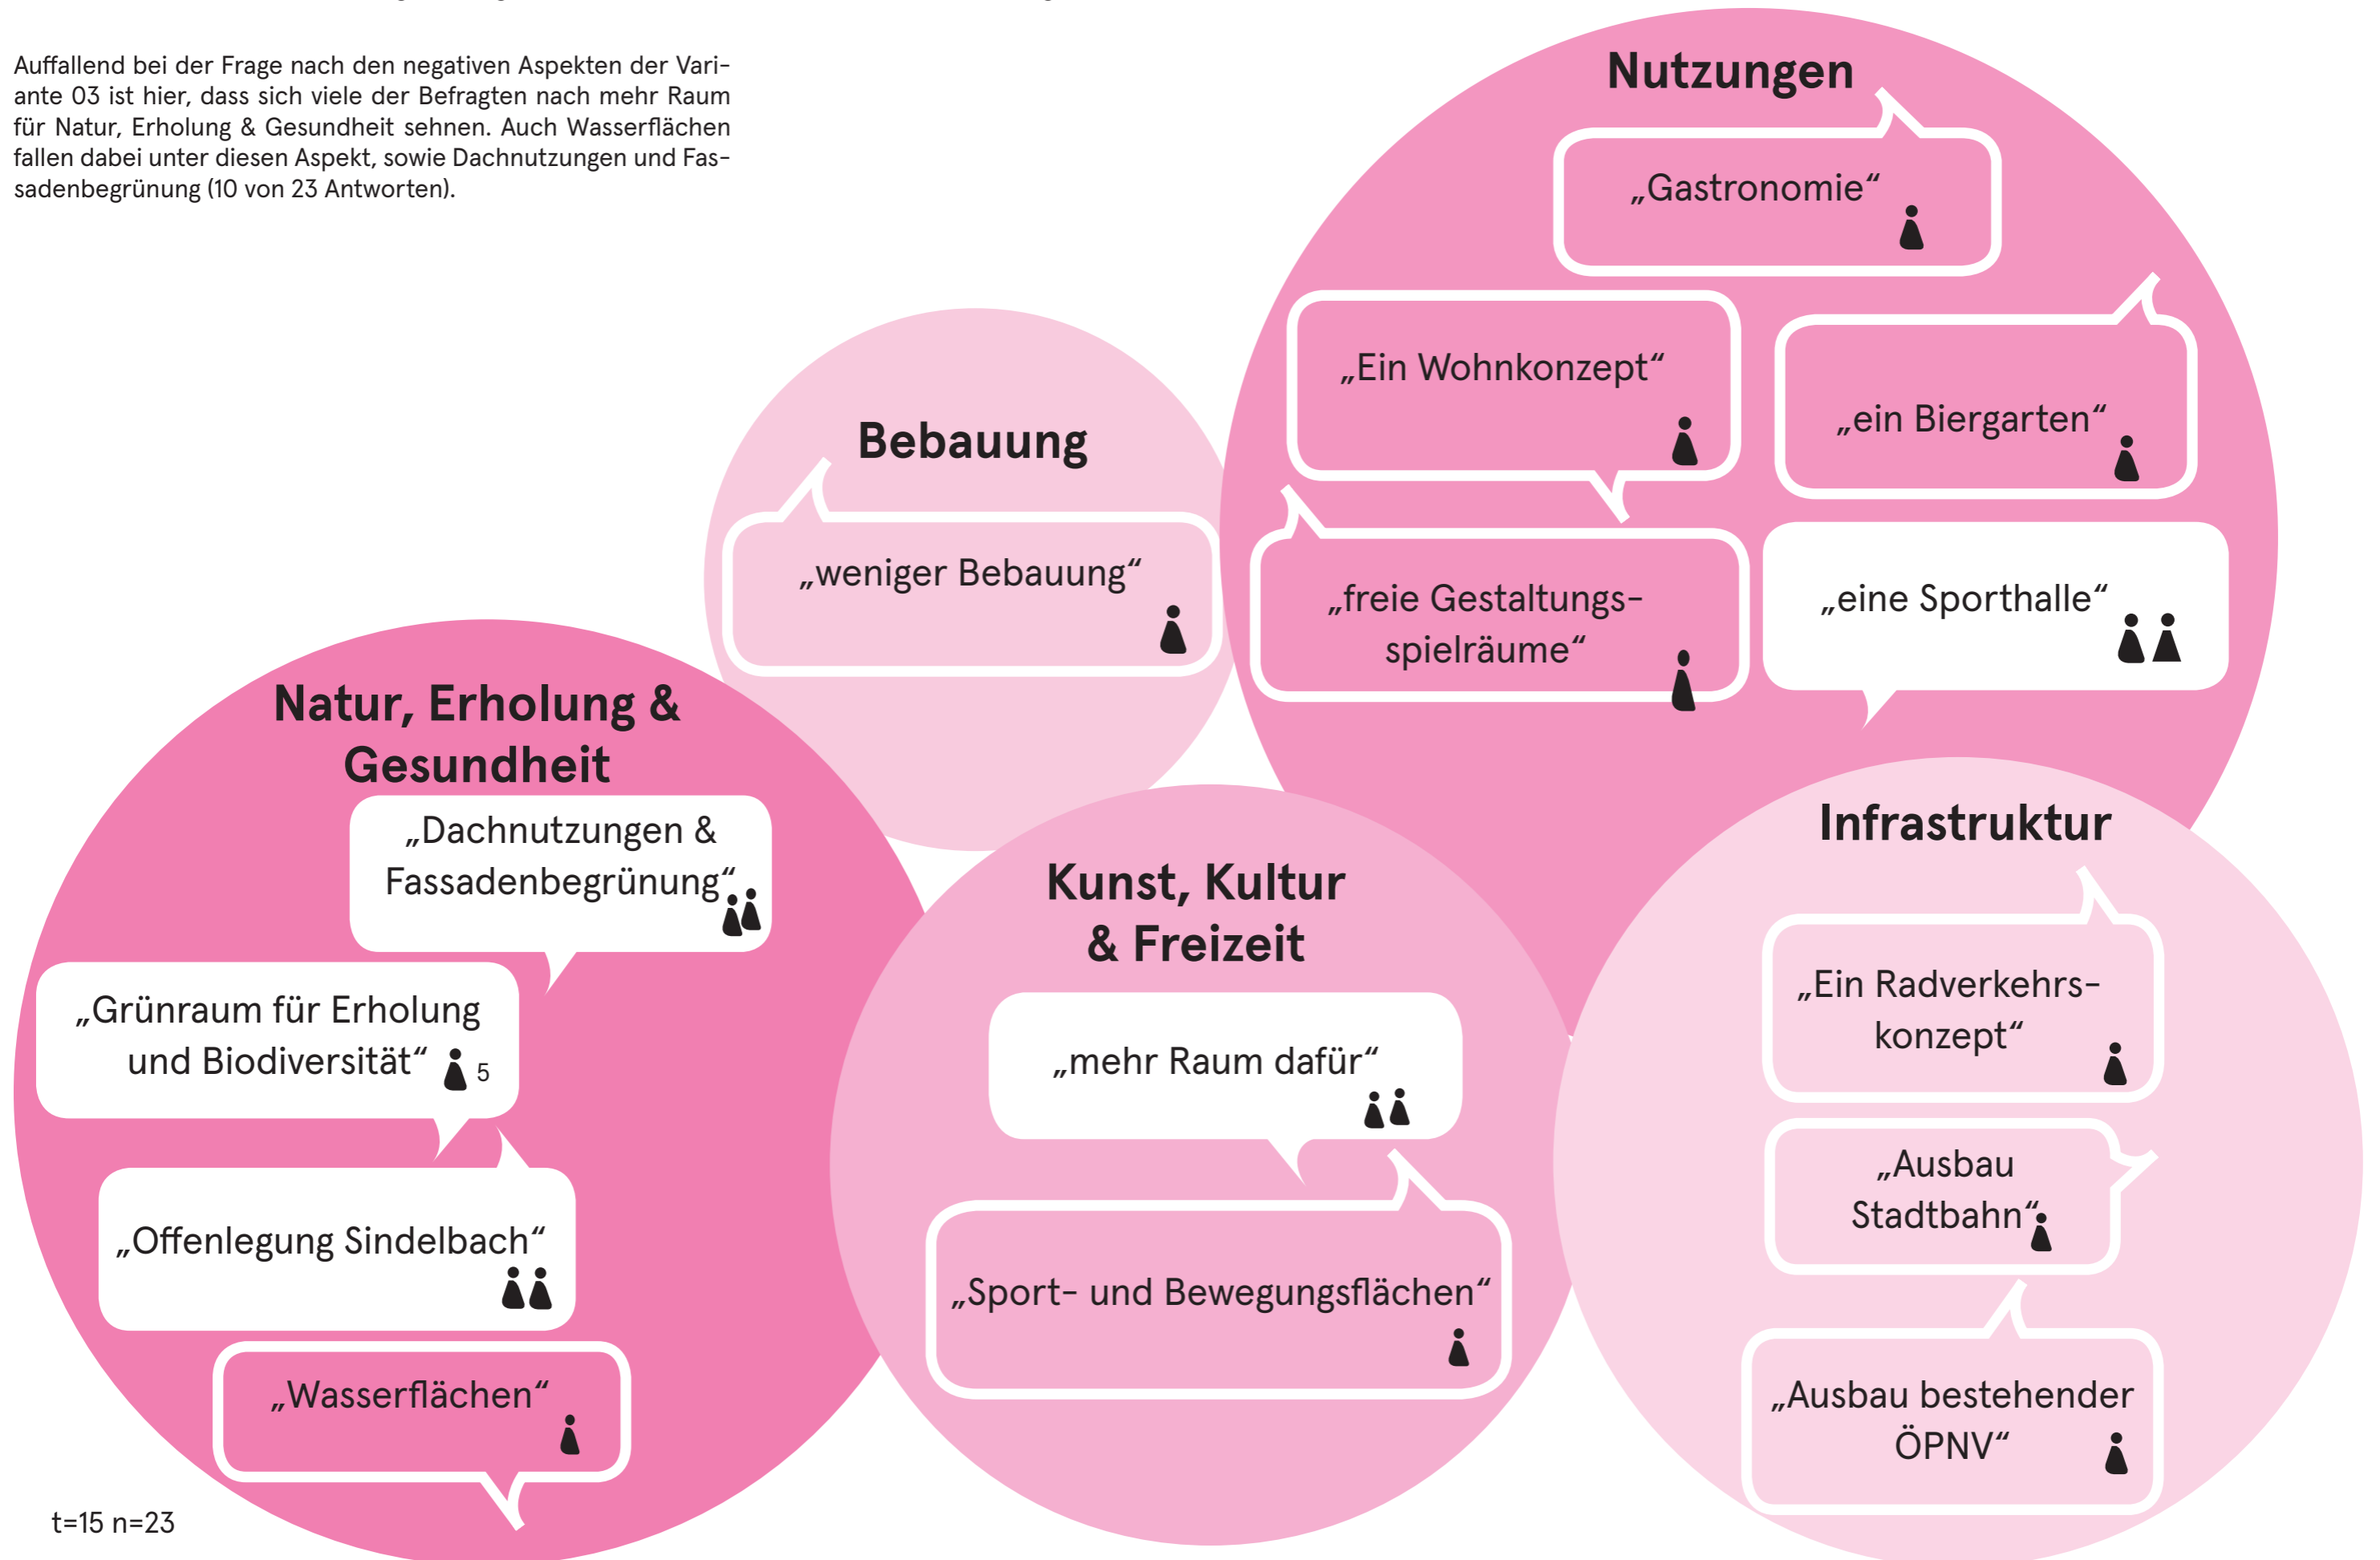 Auffallend bei der Frage nach den negativen Aspekten der Vari-
ante 03 ist hier, dass sich viele der Befragten nach mehr Raum
für Natur, Erholung & Gesundheit sehnen. Auch Wasserflächen
fallen dabei unter diesen Aspekt, sowie Dachnutzungen und Fas-
sadenbegrünung (10 von 23 Antworten).
Nutzungen
„Gastronomie“
„Ein Wohnkonzept“
„ein Biergarten“
„freie Gestaltungs-
spielräume“
„eine Sporthalle“
Bebauung
„weniger Bebauung“
Natur, Erholung &
Gesundheit
„Dachnutzungen &
Fassadenbegrünung“
„Grünraum für Erholung
und Biodiversität“ 5
„Offenlegung Sindelbach“
„Wasserflächen“
Kunst, Kultur
& Freizeit
„mehr Raum dafür“
„Sport- und Bewegungsflächen“
Infrastruktur
„Ein Radverkehrs-
konzept“
„Ausbau
Stadtbahn“
„Ausbau bestehender
ÖPNV“
t=15 n=23